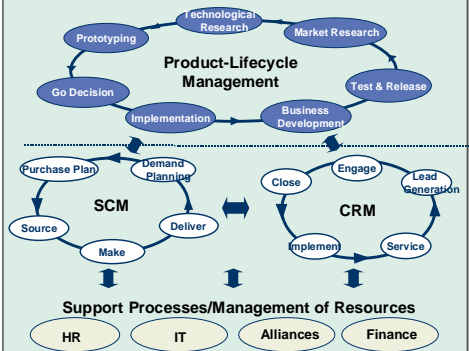 Technological
Research
Prototyping
Market Research
Product-Lifecycle
Management
Go Decision
Test & Release
Implementation
Business
Development
Purchase Plan
Demand
Planning
SCM
Source
Deliver
Make
Engage
Close
Lead
Generation
CRM
Implement
Service
Support Processes/Management of Resources
HR
IT
Alliances
Finance